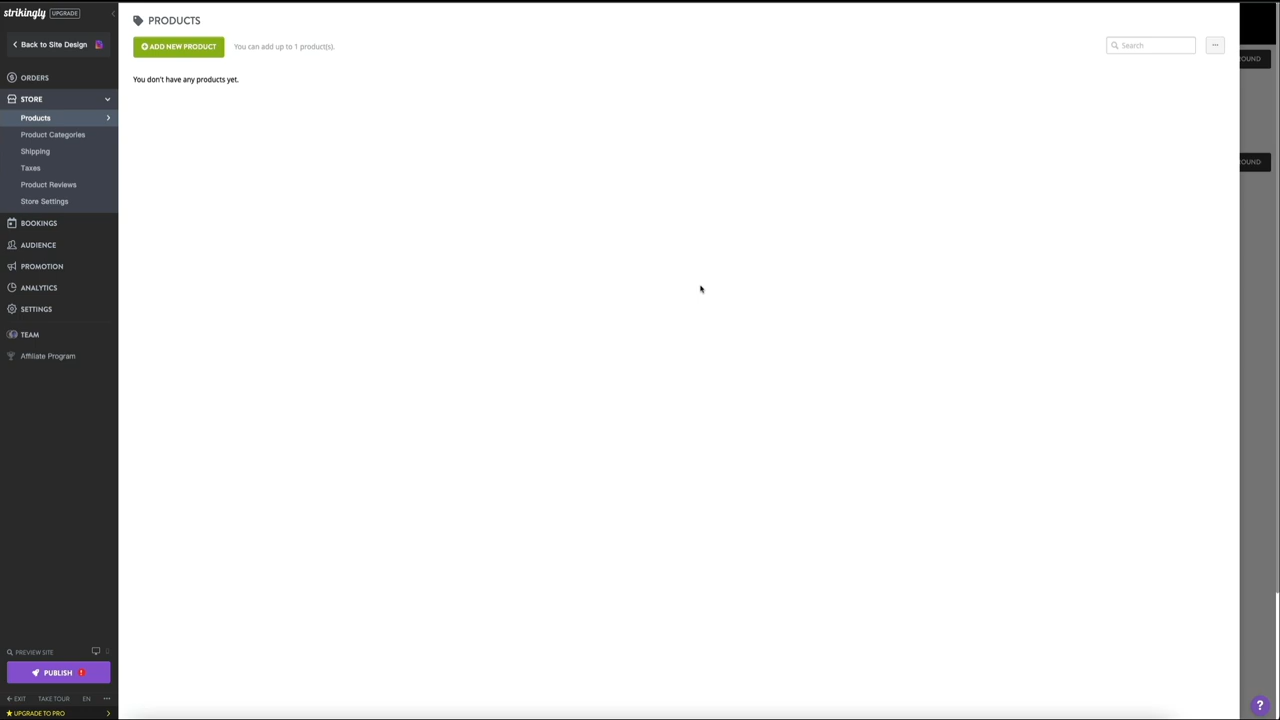 strikingly UPGRADE
Back to Site Design
ORDERS
STORE
Products
Product Categories
Shipping
Taxes
Product Reviews
Store Settings
BOOKINGS
AUDIENCE
PROMOTION
ANALYTICS
SETTINGS
TEAM
Affiliate Program
PREVIEW SITE
PUBLISH !
EXIT TAKE TOUR EN ...
UPGRADE TO PRO
PRODUCTS
ADD NEW PRODUCT You can add up to 1 product(s).
Search ...
You don't have any products yet.
OUND
OUND
?